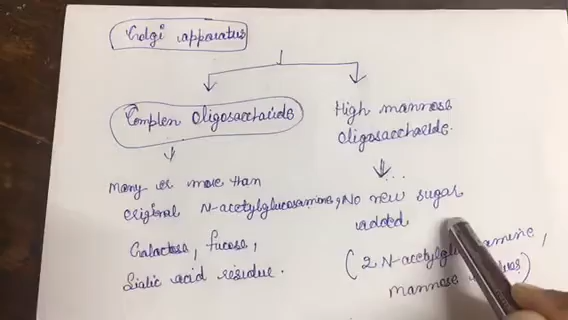 Golgi apparatus
Complex Oligosaccharide
High mannose
Oligosaccharide.
Many or more than
original N-acetylglucosamine,
Galactose, fucose,
Sialic acid residue.
No new sugar
added
(2 N-acetylglucosamine,
mannose